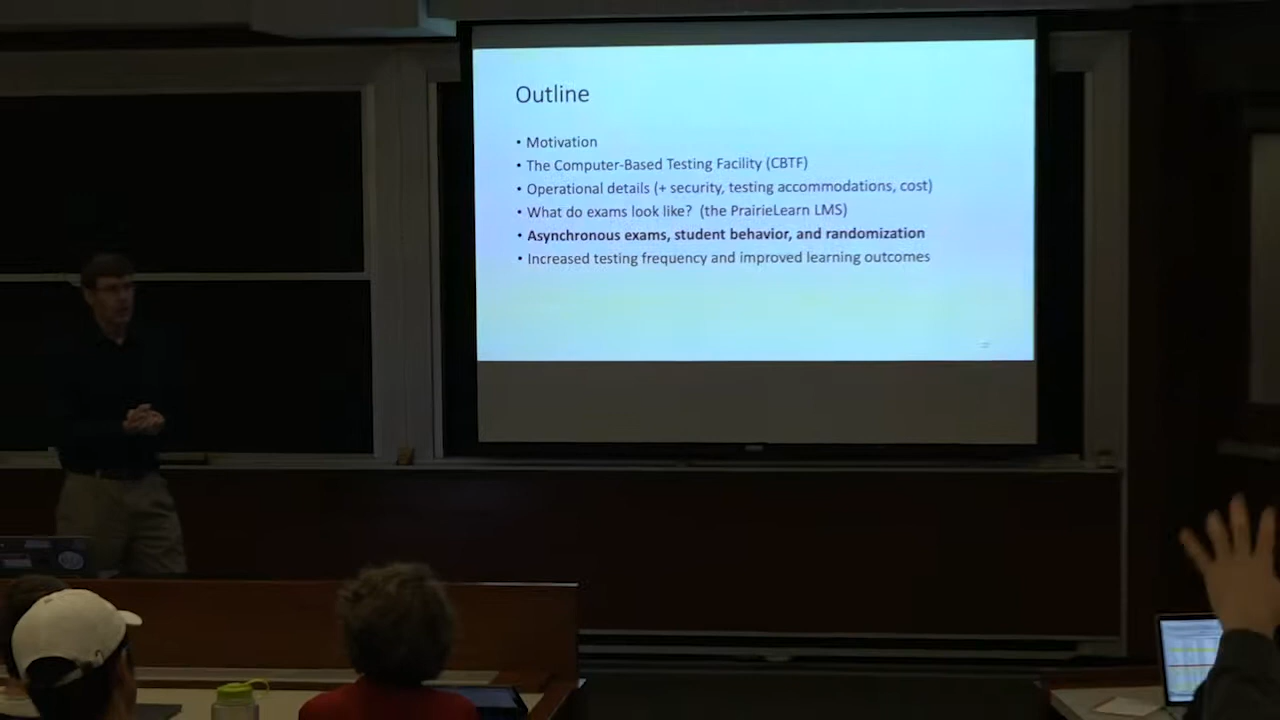 Outline
• Motivation
• The Computer-Based Testing Facility (CBTF)
• Operational details (+ security, testing accommodations, cost)
• What do exams look like? (the PrairieLearn LMS)
• Asynchronous exams, student behavior, and randomization
• Increased testing frequency and improved learning outcomes